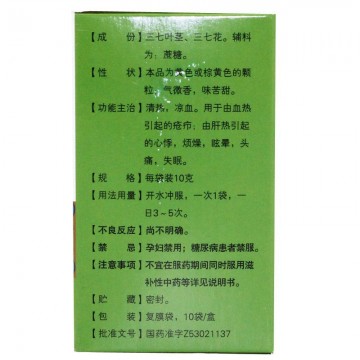 【成 份】三七叶茎、三七花。辅料
为：蔗糖。
【性 状】本品为黄色或棕黄色的颗
粒，气微香，味苦甜。
【功能主治】清热，凉血。用于由血热
引起的疮疖；由肝热引起
的心悸，烦燥，眩晕，头
痛，失眠。
【规 格】每袋装10克
【用法用量】开水冲服，一次1袋，一
日3-5次。
【不良反应】尚不明确。
【禁 忌】孕妇禁用；糖尿病患者禁服。
【注意事项】不宜在服药期间同时服用滋
补性中药等详见说明书。
【贮 藏】密封。
【包 装】复膜袋，10袋/盒
【批准文号】国药准字Z53021137